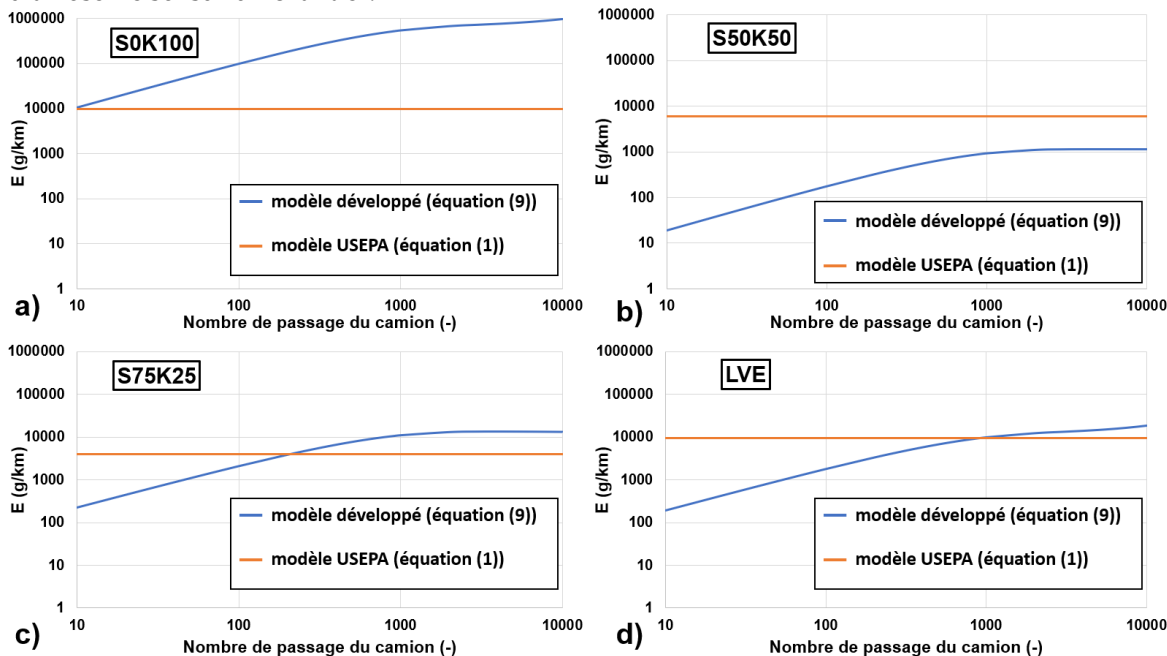 1000000
100000
10000
1000
100
10
1
E (g/km)
S0K100
modèle développé (équation (9))
modèle USEPA (équation (1))
10
100
1000
10000
Nombre de passage du camion (-)
a)
1000000
100000
10000
1000
100
10
1
E (g/km)
S50K50
modèle développé (équation (9))
modèle USEPA (équation (1))
10
100
1000
10000
Nombre de passage du camion (-)
b)
1000000
100000
10000
1000
100
10
1
E (g/km)
S75K25
modèle développé (équation (9))
modèle USEPA (équation (1))
10
100
1000
10000
Nombre de passage du camion (-)
c)
1000000
100000
10000
1000
100
10
1
E (g/km)
LVE
modèle développé (équation (9))
modèle USEPA (équation (1))
10
100
1000
10000
Nombre de passage du camion (-)
d)